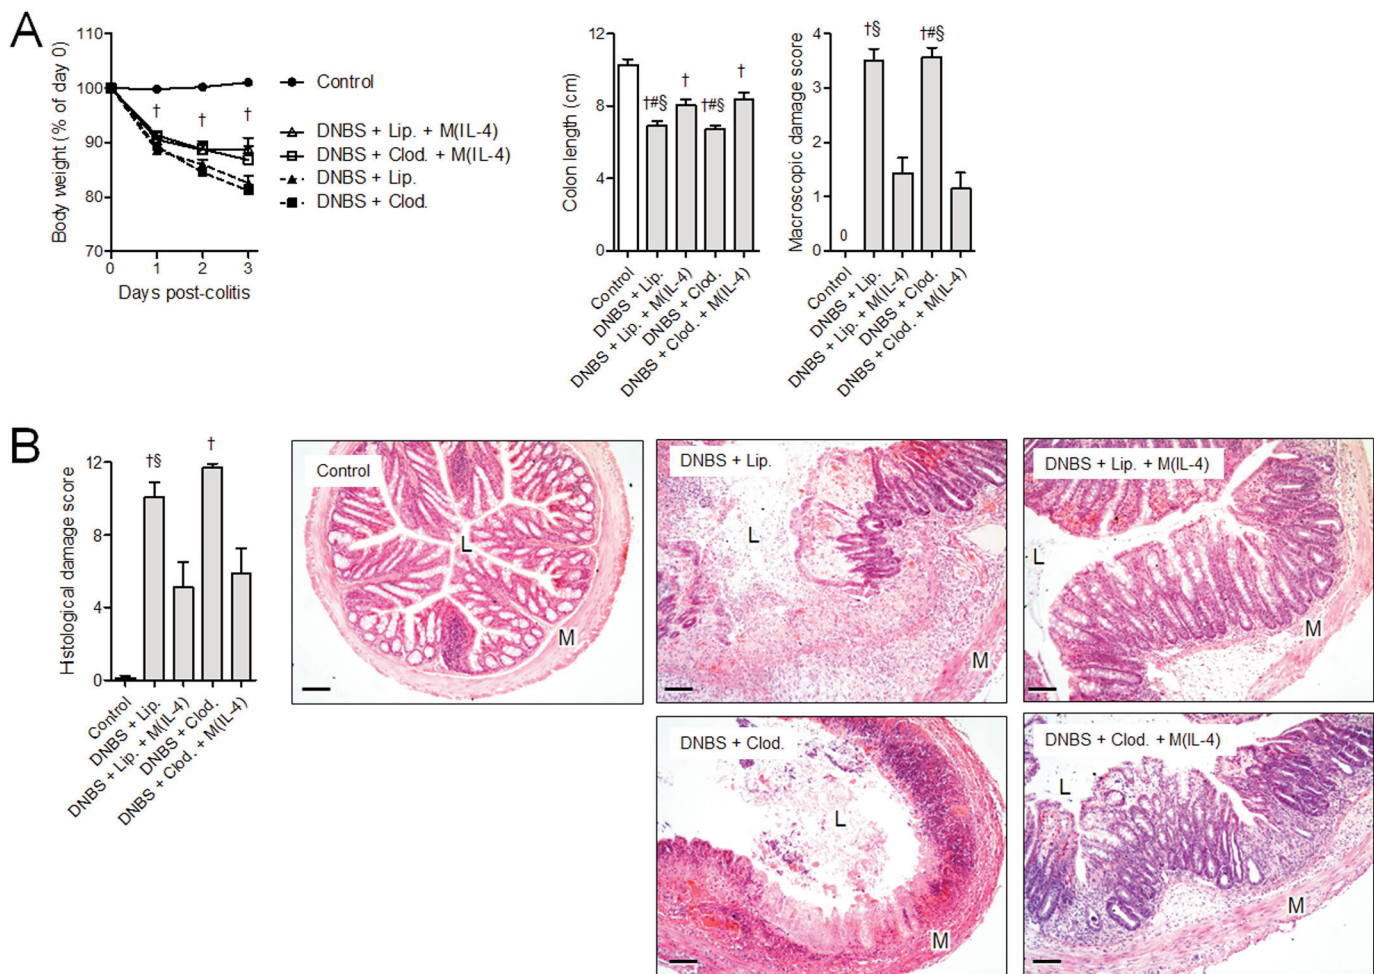 A
Body weight (% of day 0)
110
100
90
80
70
0
1
2
3
†
†
†
Days post-colitis
Control
DNBS + Lip. + M(IL-4)
DNBS + Clod. + M(IL-4)
DNBS + Lip.
DNBS + Clod.
Colon length (cm)
12
8
4
0
†#§
†
†#§
†
Control
DNBS + Lip.
DNBS + Lip. + M(IL-4)
DNBS + Clod.
DNBS + Clod. + M(IL-4)
Macroscopic damage score
4
3
2
1
0
0
†§
†#§
Control
DNBS + Lip.
DNBS + Lip. + M(IL-4)
DNBS + Clod.
DNBS + Clod. + M(IL-4)
B
Histological damage score
12
8
4
0
†§
†
Control
DNBS + Lip.
DNBS + Lip. + M(IL-4)
DNBS + Clod.
DNBS + Clod. + M(IL-4)
Control
L
M
DNBS + Lip.
L
M
DNBS + Lip. + M(IL-4)
L
M
DNBS + Clod.
L
M
DNBS + Clod. + M(IL-4)
L
M